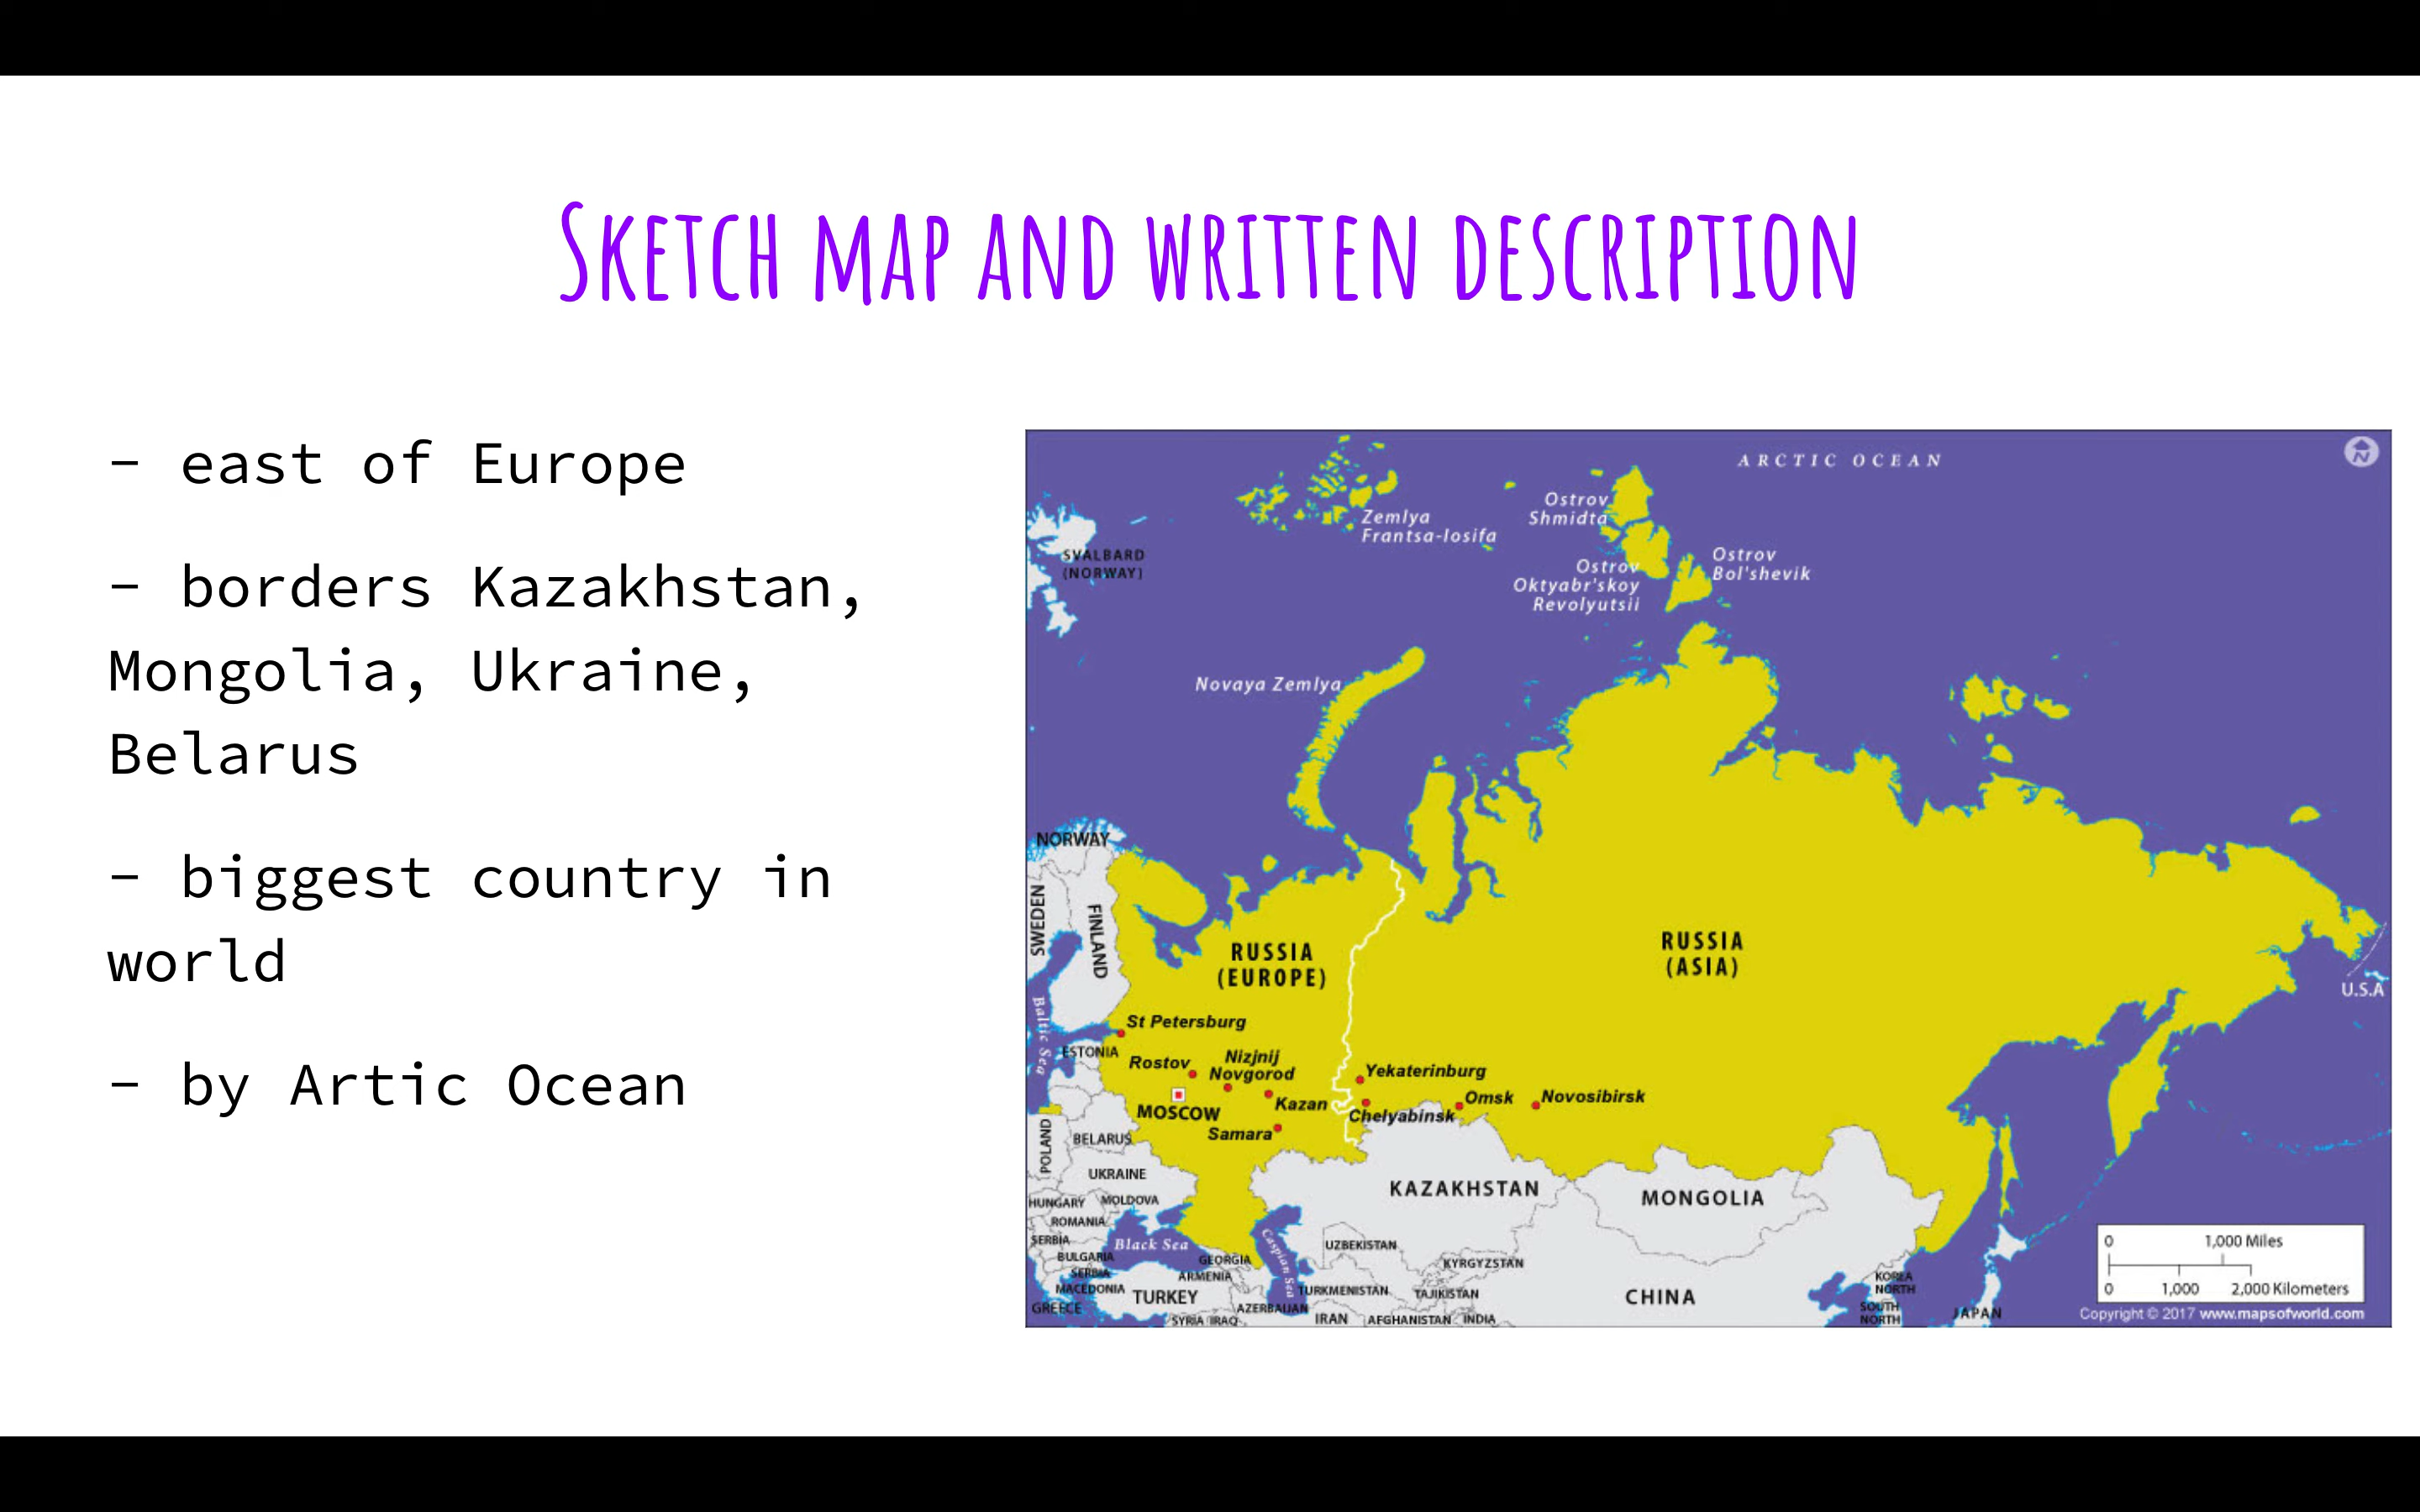 Sketch map and written description
- east of Europe
- borders Kazakhstan,
Mongolia, Ukraine,
Belarus
- biggest country in
world
- by Artic Ocean
ARCTIC OCEAN
N
Zemlya
Frantsa-Iosifa
Ostrov
Shmidta
Ostrov
Oktyabr'skoy
Revolyutsii
Ostrov
Bol'shevik
SVALBARD
(NORWAY)
Novaya Zemlya
NORWAY
SWEDEN
FINLAND
RUSSIA
(EUROPE)
RUSSIA
(ASIA)
U.S.A
Baltic Sea
St Petersburg
ESTONIA
Rostov
Nizjnij
Novgorod
MOSCOW
Kazan
Samara
Yekaterinburg
Chelyabinsk
Omsk
Novosibirsk
POLAND
BELARUS
UKRAINE
HUNGARY
MOLDOVA
ROMANIA
SERBIA
BULGARIA
SERBIA
MACEDONIA
GREECE
Black Sea
GEORGIA
ARMENIA
TURKEY
AZERBAIJAN
SYRIA
IRAQ
Caspian Sea
KAZAKHSTAN
MONGOLIA
UZBEKISTAN
KYRGYZSTAN
TURKMENISTAN
TAJIKISTAN
IRAN
AFGHANISTAN
INDIA
CHINA
KOREA
NORTH
SOUTH
NORTH
JAPAN
0 1,000 Miles
0 1,000 2,000 Kilometers
Copyright © 2017 www.mapsofworld.com